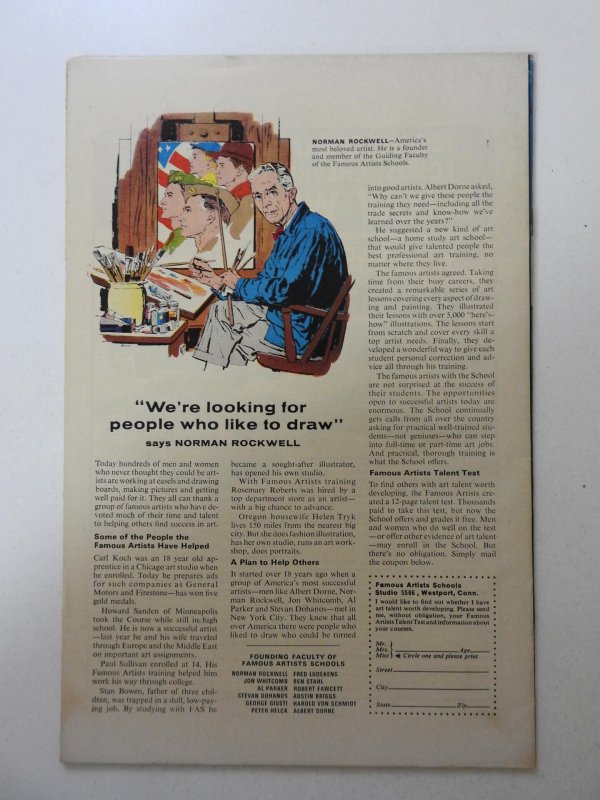 NORMAN ROCKWELL—America's
most beloved artist. He is a founder
and member of the Guiding Faculty
of the Famous Artists Schools.
"We're looking for
people who like to draw"
says NORMAN ROCKWELL
Today hundreds of men and women
who never thought they could be art-
ists are working at easels and drawing
boards, making pictures and getting
well paid for it. They all can thank a
group of famous artists who have de-
voted much of their time and talent
to helping others find success in art.
Some of the People the
Famous Artists Have Helped
Carl Koch was an 18 year old ap-
prentice in a Chicago art studio when
he enrolled. Today he prepares ads
for such companies as General
Motors and Firestone—has won five
gold medals.
Howard Sanden of Minneapolis
took the Course while still in high
school. He is now a successful artist
—last year he and his wife traveled
through Europe and the Middle East
on important art assignments.
Paul Sullivan enrolled at 14. His
Famous Artists training helped him
work his way through college.
Stan Bowen, father of three chil-
dren, was trapped in a dull, low-pay-
ing job. By studying with FAS he
became a sought-after illustrator,
has opened his own studio.
With Famous Artists training
Rosemary Roberts was hired by a
top department store as an artist—
with a big chance to advance.
Oregon housewife Helen Tryk
lives 150 miles from the nearest big
city. But she does fashion illustration,
has her own studio, runs an art work-
shop, does portraits.
A Plan to Help Others
It started over 18 years ago when a
group of America's most successful
artists—men like Albert Dorne, Nor-
man Rockwell, Jon Whitcomb, Al
Parker and Stevan Dohanos—met in
New York City. They knew that all
over America there were people who
liked to draw who could be turned
into good artists. Albert Dorne asked,
"Why can't we give these people the
training they need—including all the
trade secrets and know-how we've
learned over the years?"
He suggested a new kind of art
school—a home study art school—
that would give talented people the
best professional art training, no
matter where they live.
The famous artists agreed. Taking
time from their busy careers, they
created a remarkable series of art
lessons covering every aspect of draw-
ing and painting. They illustrated
their lessons with over 5,000 "here's-
how" illustrations. The lessons start
from scratch and cover every skill a
top artist needs. Finally, they de-
veloped a wonderful way to give each
student personal correction and ad-
vice all through his training.
The famous artists with the School
are not surprised at the success of
their students. The opportunities
open to successful artists today are
enormous. The School continually
gets calls from all over the country
asking for practical well-trained stu-
dents—not geniuses—who can step
into full-time or part-time art jobs.
And practical, thorough training is
what the School offers.
Famous Artists Talent Test
To find others with art talent worth
developing, the Famous Artists cre-
ated a 12-page talent test. Thousands
paid to take this test, but now the
School offers and grades it free. Men
and women who do well on the test
—or offer other evidence of art talent
—may enroll in the School. But
there's no obligation. Simply mail
the coupon below.
FOUNDING FACULTY OF
FAMOUS ARTISTS SCHOOLS
NORMAN ROCKWELL FRED LUDEKENS
JON WHITCOMB BEN STAHL
AL PARKER ROBERT FAWCETT
STEVAN DOHANOS AUSTIN BRIGGS
GEORGE GIUSTI HAROLD VON SCHMIDT
PETER HELCK ALBERT DORNE
Famous Artists Schools
Studio 5566, Westport, Conn.
I would like to find out whether I have
art talent worth developing. Please send
me, without obligation, your Famous
Artists Talent Test and information about
your courses.
Mr.
Mrs. Age
Miss Circle one and please print
Street
City
State Zip